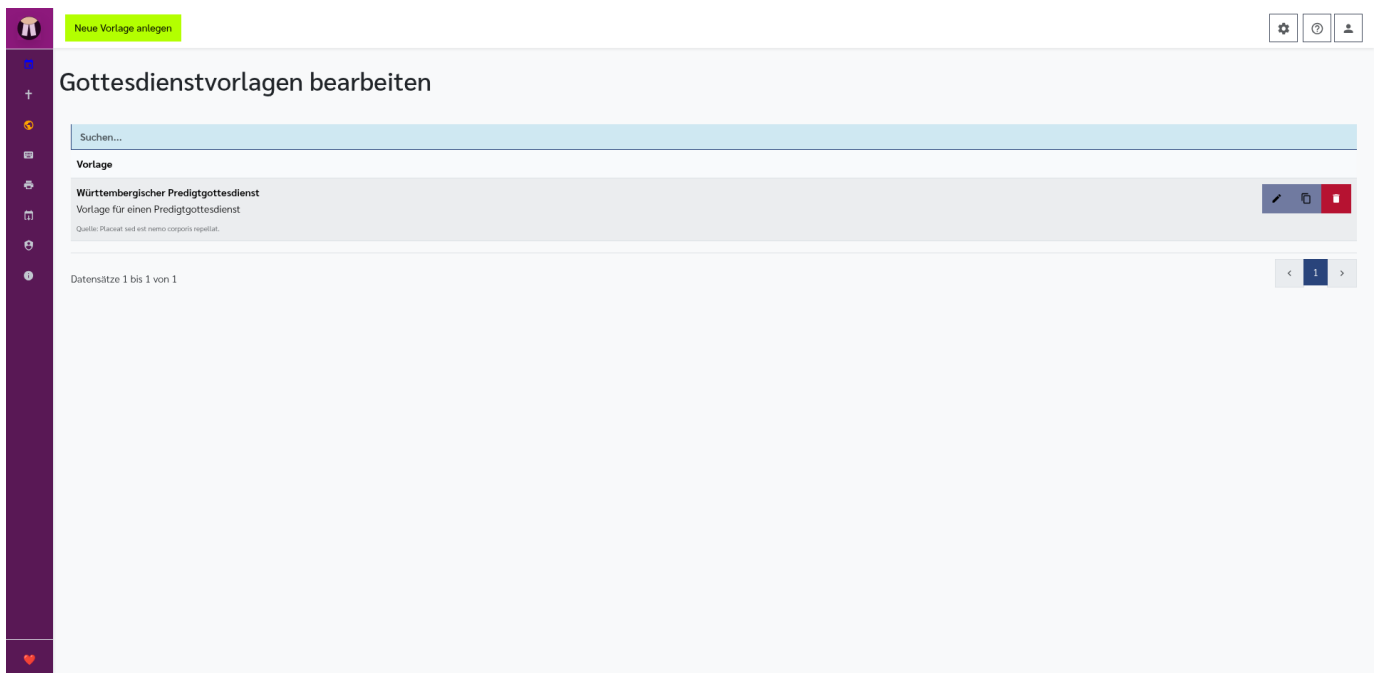 Neue Vorlage anlegen
Gottesdienstvorlagen bearbeiten
Suchen...
Vorlage
Württembergischer Predigtgottesdienst
Vorlage für einen Predigtgottesdienst
Quelle: Placeat sed est nemo corporis repellat.
Datensätze 1 bis 1 von 1
‹ 1 ›